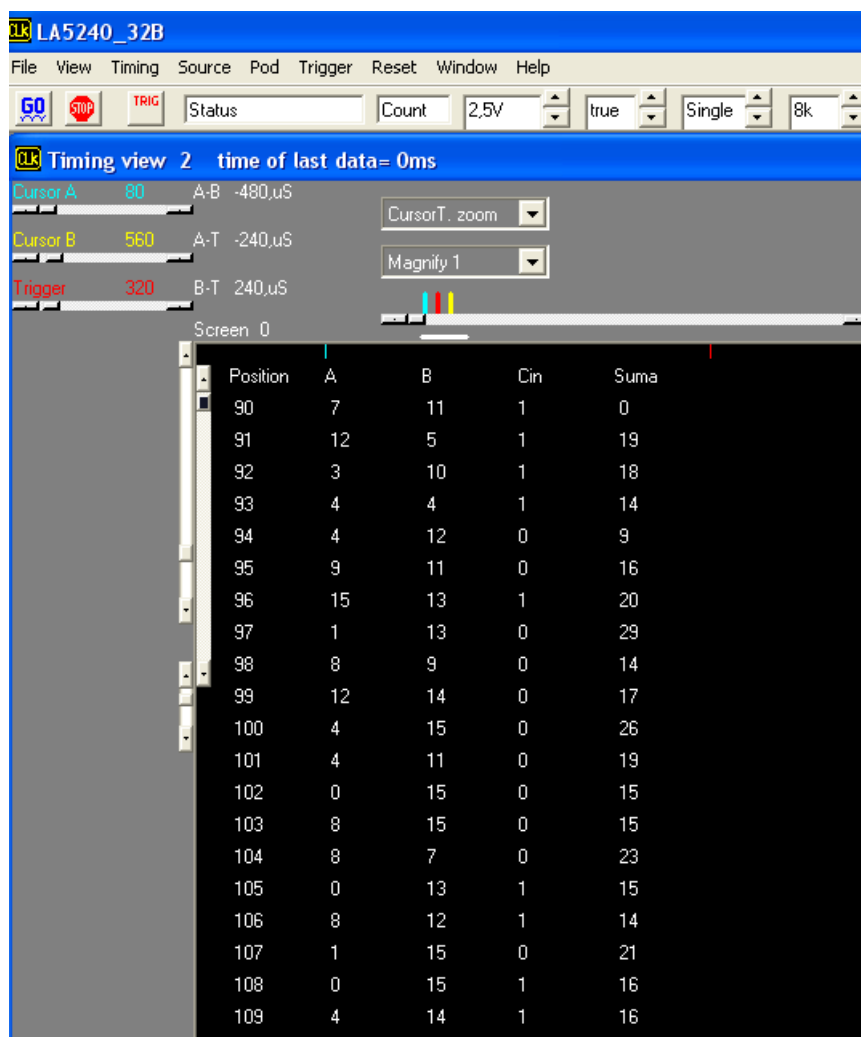 CLK LA5240_32B
File View Timing Source Pod Trigger Reset Window Help
GO STOP TRIG Status Count 2,5V true Single 8k
CLK Timing view 2 time of last data= 0ms
Cursor A 80 A-B -480,uS
CursorT. zoom
Cursor B 560 A-T -240,uS
Magnify 1
Trigger 320 B-T 240,uS
Screen 0
Position A B Cin Suma
90 7 11 1 0
91 12 5 1 19
92 3 10 1 18
93 4 4 1 14
94 4 12 0 9
95 9 11 0 16
96 15 13 1 20
97 1 13 0 29
98 8 9 0 14
99 12 14 0 17
100 4 15 0 26
101 4 11 0 19
102 0 15 0 15
103 8 15 0 15
104 8 7 0 23
105 0 13 1 15
106 8 12 1 14
107 1 15 0 21
108 0 15 1 16
109 4 14 1 16